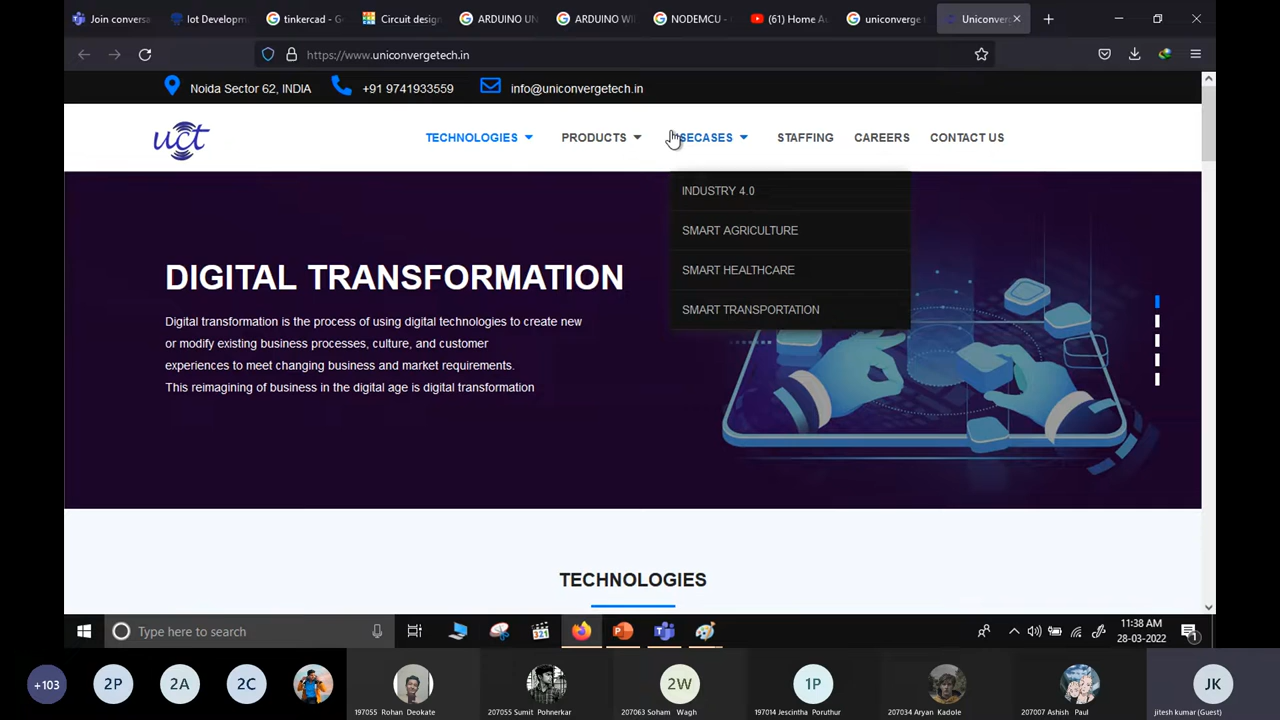 Join conversa
Iot Developm
tinkercad - G
Circuit desig
ARDUINO UN
ARDUINO WI
NODEMCU -
(61) Home Au
uniconverge
Uniconver
https://www.uniconvergetech.in
Noida Sector 62, INDIA
+91 9741933559
info@uniconvergetech.in
uct
TECHNOLOGIES
PRODUCTS
SECASES
STAFFING
CAREERS
CONTACT US
INDUSTRY 4.0
SMART AGRICULTURE
SMART HEALTHCARE
SMART TRANSPORTATION
DIGITAL TRANSFORMATION
Digital transformation is the process of using digital technologies to create new
or modify existing business processes, culture, and customer
experiences to meet changing business and market requirements.
This reimagining of business in the digital age is digital transformation
TECHNOLOGIES
Type here to search
321
11:38 AM
28-03-2022
1
+103
2P
2A
2C
2W
1P
JK
197055 Rohan Deokate
207055 Sumit Pohnerkar
207063 Soham Wagh
197014 Jescintha Poruthur
207034 Aryan Kadole
207007 Ashish Paul
jitesh kumar (Guest)